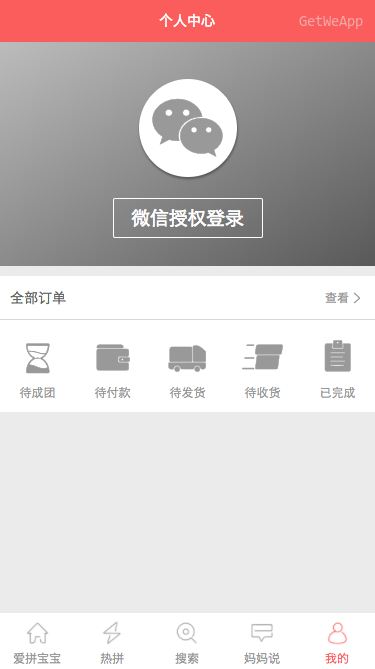 个人中心
GetWeApp
微信授权登录
全部订单
查看
待成团
待付款
待发货
待收货
已完成
爱拼宝宝
热拼
搜索
妈妈说
我的